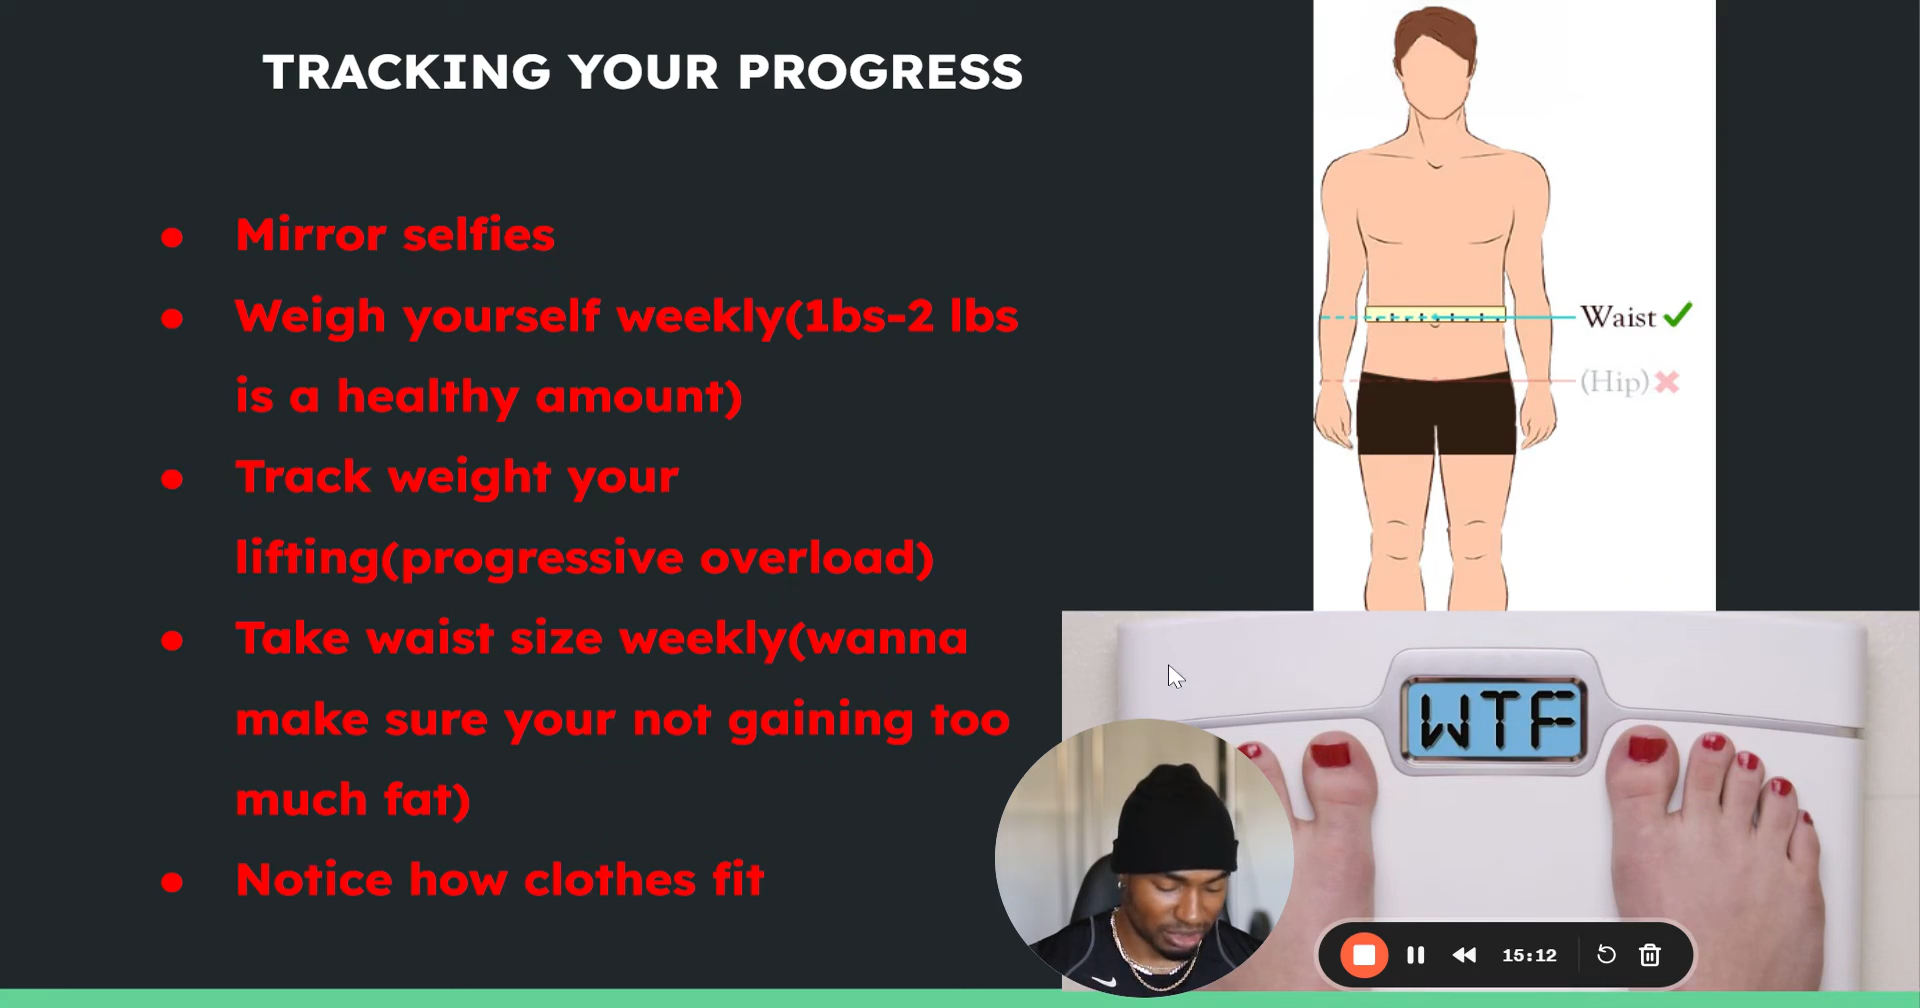 TRACKING YOUR PROGRESS
● Mirror selfies
● Weigh yourself weekly(1bs-2 lbs
is a healthy amount)
● Track weight your
lifting(progressive overload)
● Take waist size weekly(wanna
make sure your not gaining too
much fat)
● Notice how clothes fit
Waist ✓
(Hip) ✗
WTF
15:12